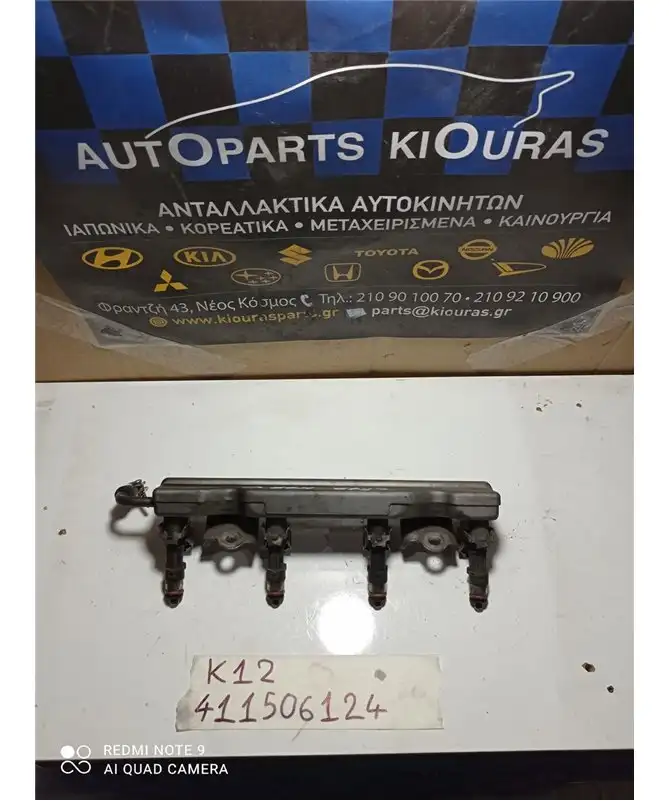 AUTOPARTS KIOURAS
ΑΝΤΑΛΛΑΚΤΙΚΑ ΑΥΤΟΚΙΝΗΤΩΝ
ΙΑΠΩΝΙΚΑ • ΚΟΡΕΑΤΙΚΑ • ΜΕΤΑΧΕΙΡΙΣΜΕΝΑ • ΚΑΙΝΟΥΡΓΙΑ
KIA TOYOTA NISSAN
Φραντζή 43, Νέος Κόσμος Τηλ.: 210 90 100 70 • 210 92 10 900
www.kiourasparts.gr parts@kiouras.gr
K12
411506124
REDMI NOTE 9
AI QUAD CAMERA